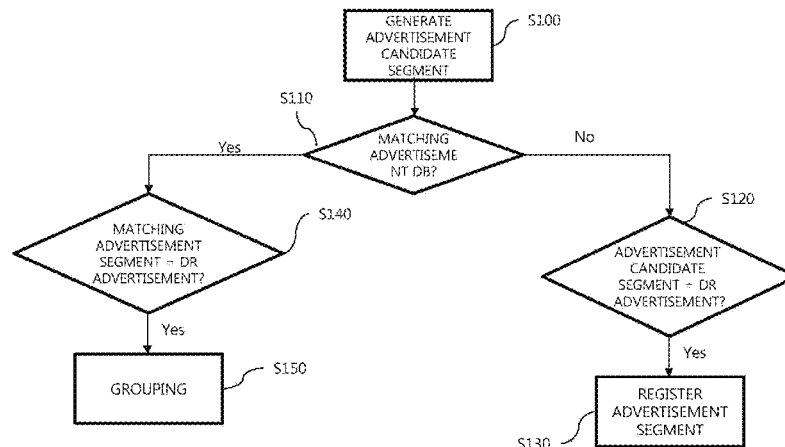 GENERATE
ADVERTISEMENT
CANDIDATE
SEGMENT
S100
S110
MATCHING
ADVERTISEME
NT DB?
Yes
No
S120
MATCHING
ADVERTISEMENT
SEGMENT = DR
ADVERTISEMENT?
S140
ADVERTISEMENT
CANDIDATE
SEGMENT = DR
ADVERTISEMENT?
Yes
Yes
GROUPING
S150
REGISTER
ADVERTISEMENT
SEGMENT
S130